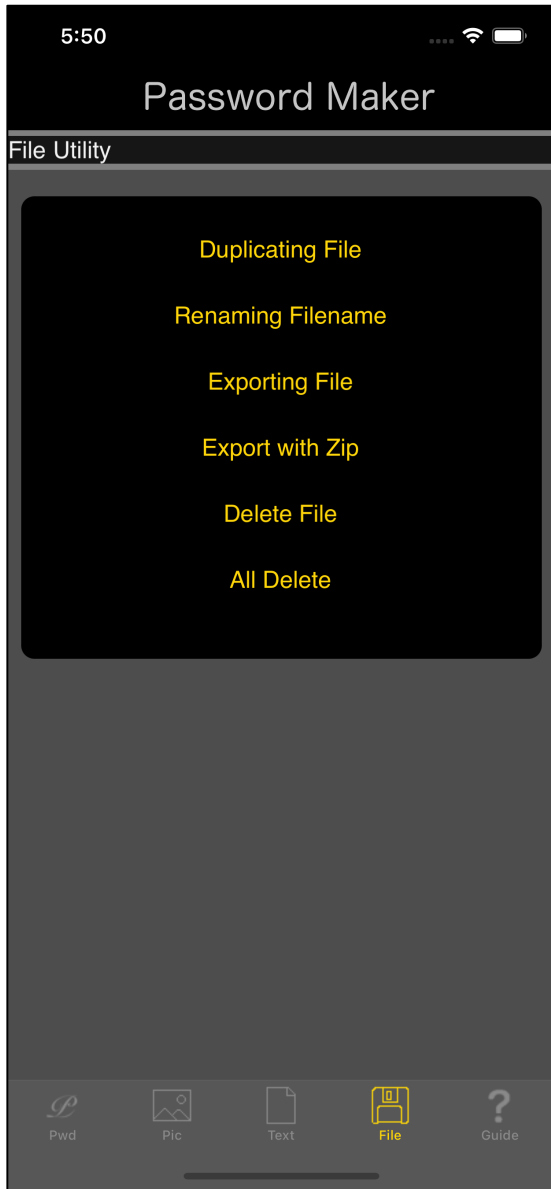 5:50
Password Maker
File Utility
Duplicating File
Renaming Filename
Exporting File
Export with Zip
Delete File
All Delete
Pwd Pic Text File Guide